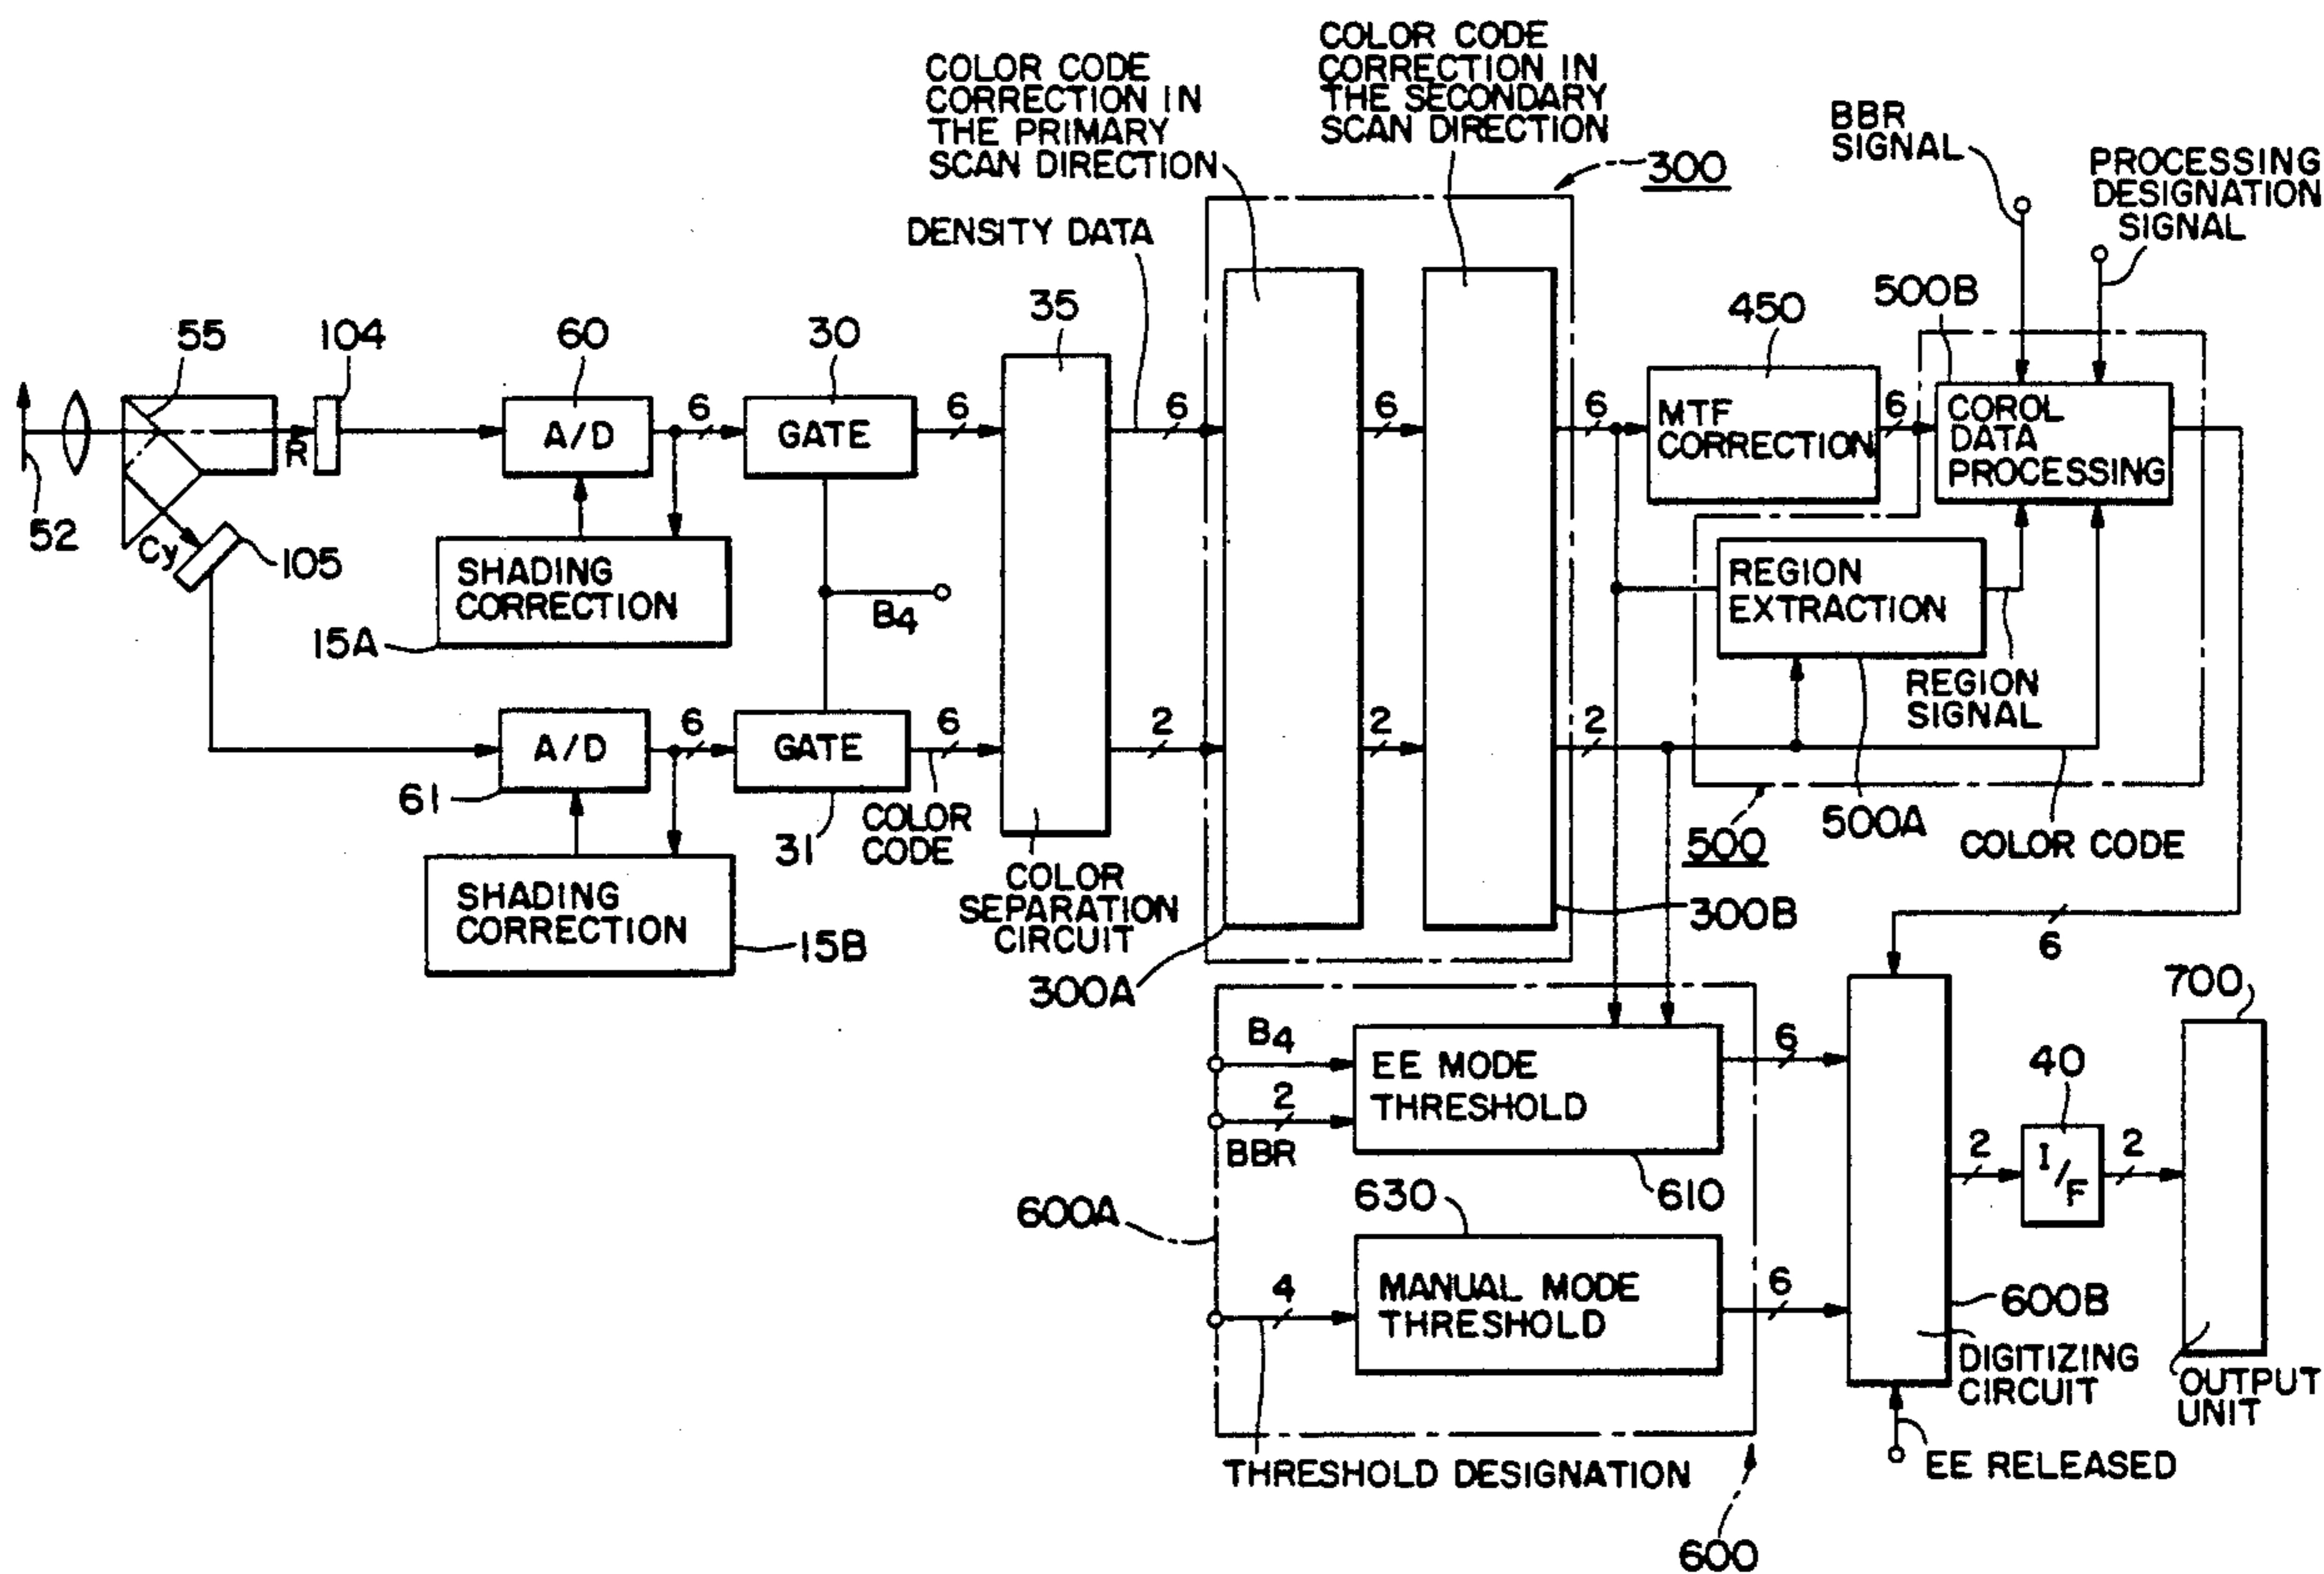 COLOR CODE
CORRECTION IN
THE PRIMARY
SCAN DIRECTION
COLOR CODE
CORRECTION IN
THE SECONDARY
SCAN DIRECTION
300
BBR
SIGNAL
PROCESSING
DESIGNATION
SIGNAL
DENSITY DATA
55
104
60
30
35
450
500B
R
A/D
6
GATE
6
6
6
6
MTF
CORRECTION
6
COROL
DATA
PROCESSING
52
Cy
105
SHADING
CORRECTION
15A
B4
REGION
EXTRACTION
REGION
SIGNAL
A/D
6
GATE
6
2
2
2
61
31
COLOR
CODE
500
500A
COLOR CODE
SHADING
CORRECTION
15B
COLOR
SEPARATION
CIRCUIT
300A
300B
6
700
B4
2
BBR
EE MODE
THRESHOLD
6
610
40
2
I/F
2
600A
630
4
MANUAL MODE
THRESHOLD
6
600B
DIGITIZING
CIRCUIT
OUTPUT
UNIT
THRESHOLD DESIGNATION
EE RELEASED
600